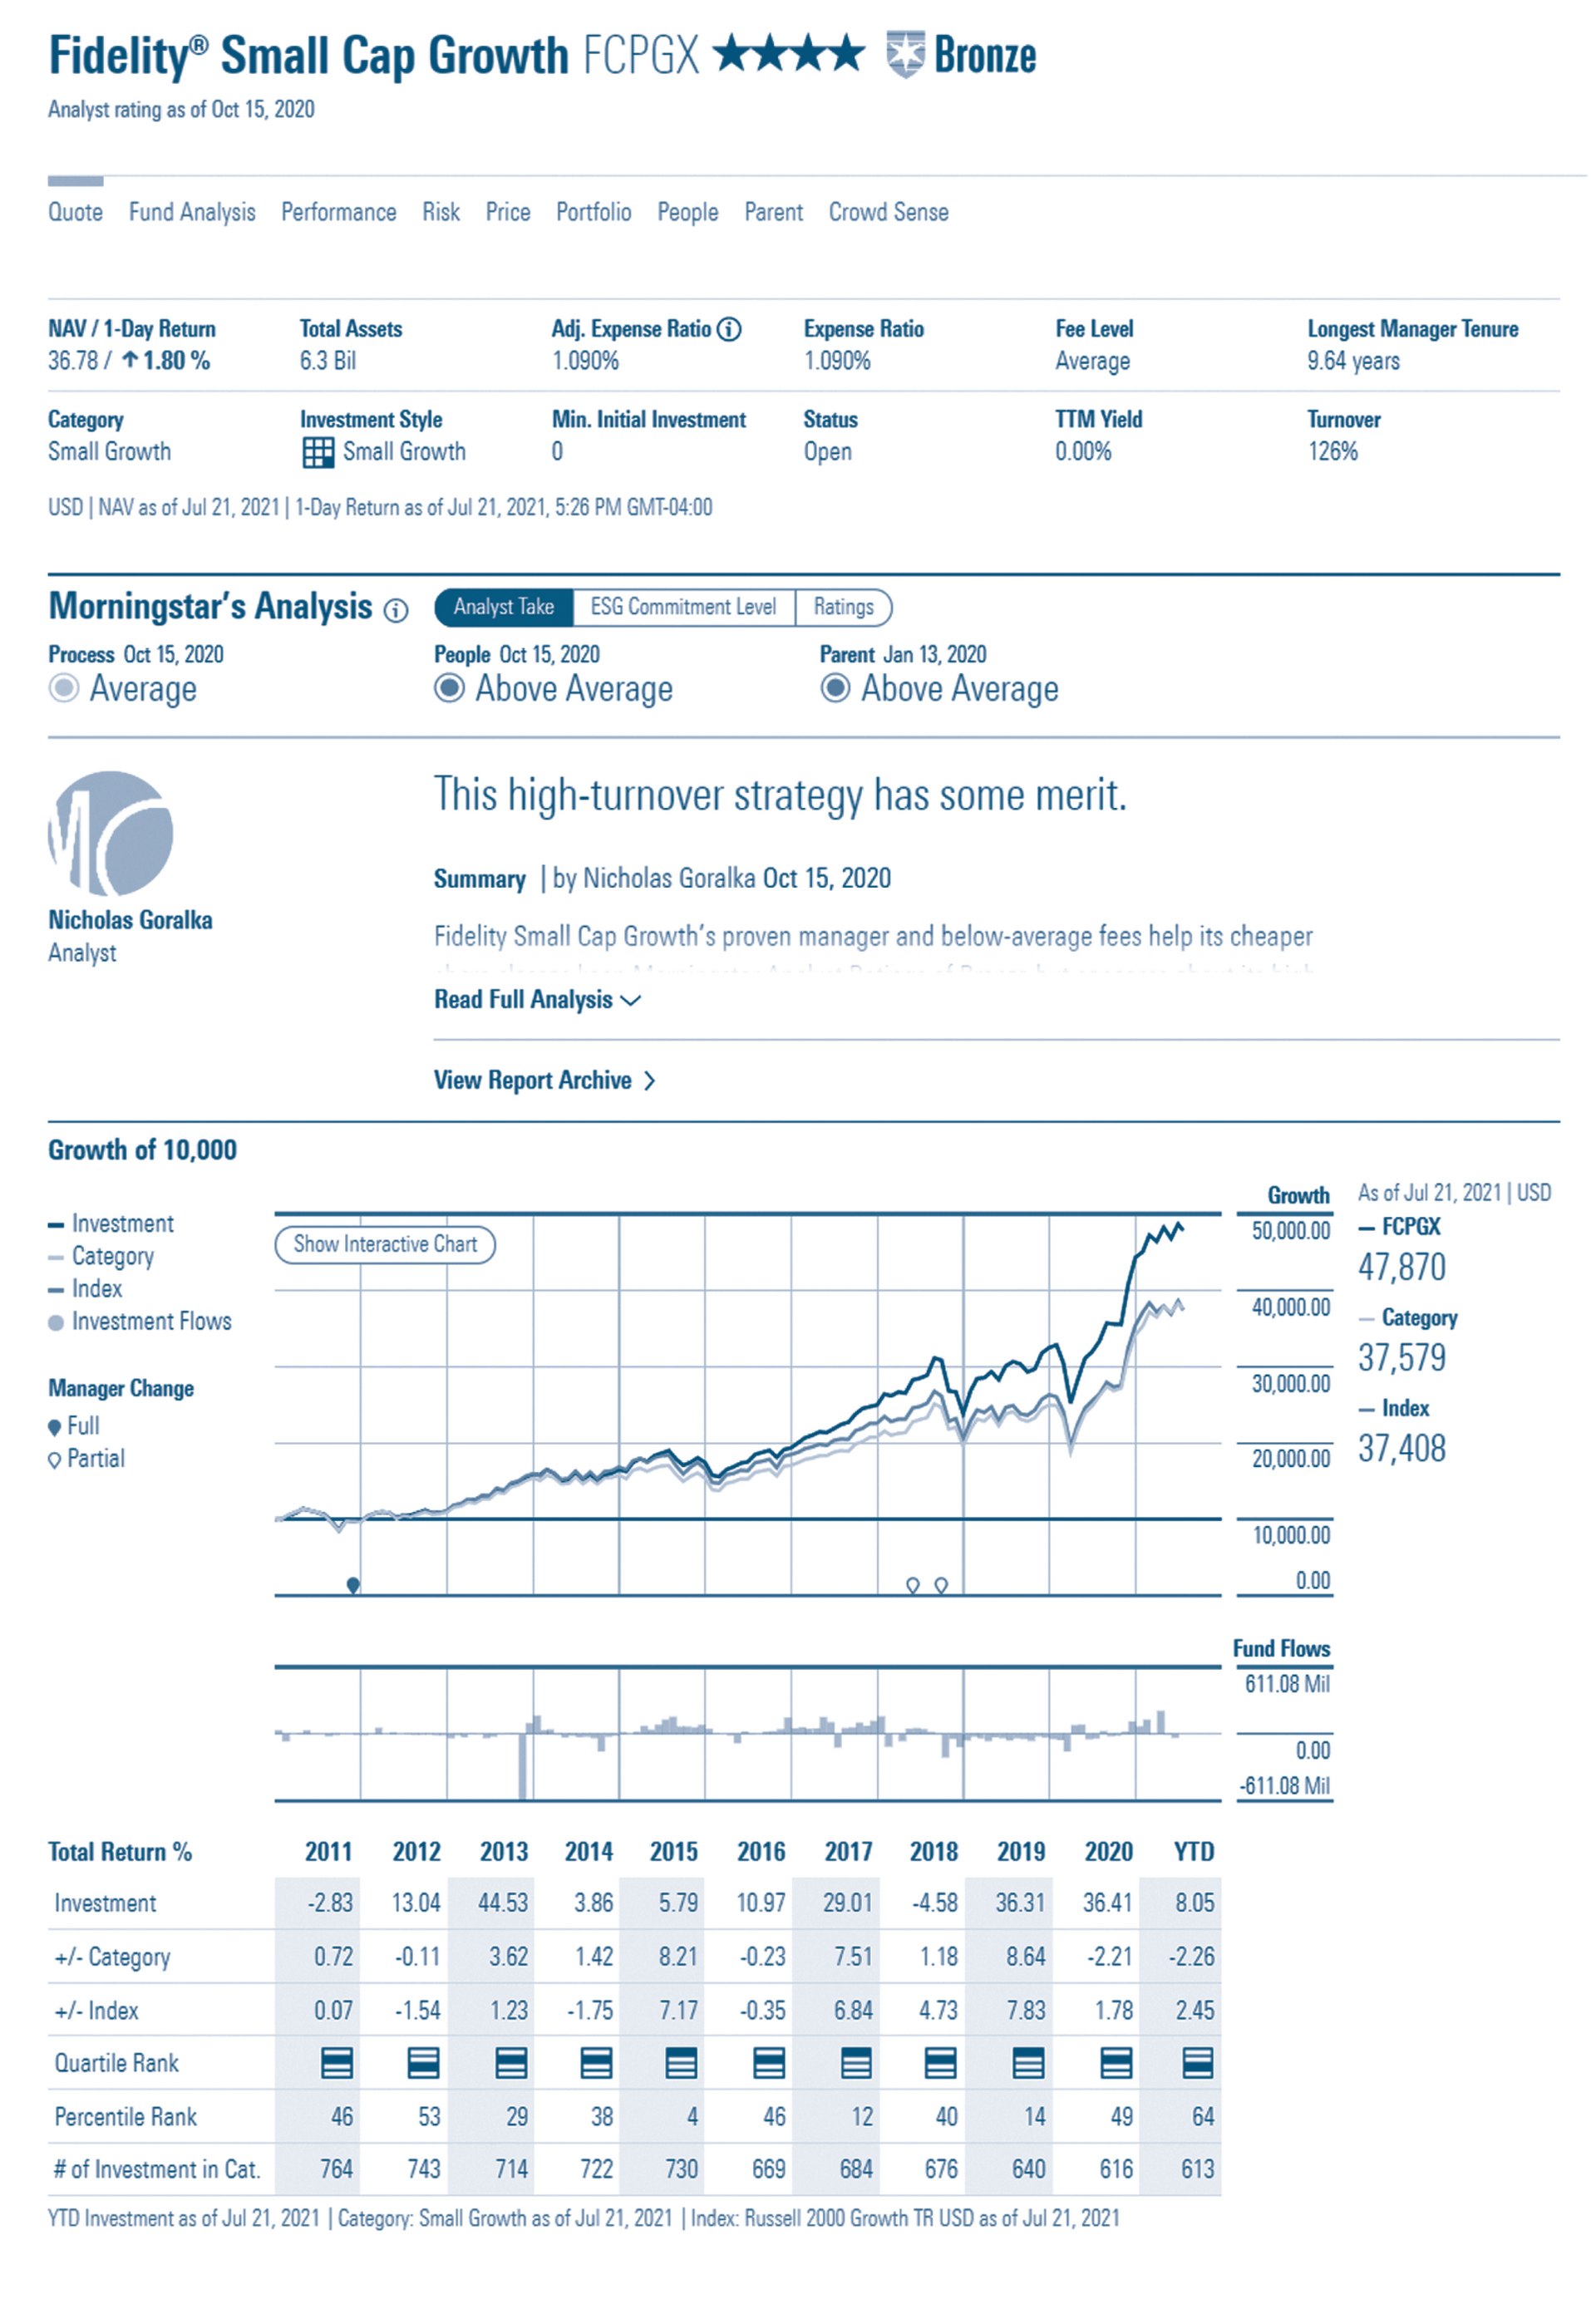 Fidelity® Small Cap Growth FCPGX ★★★★ Bronze
Analyst rating as of Oct 15, 2020
Quote Fund Analysis Performance Risk Price Portfolio People Parent Crowd Sense
NAV / 1-Day Return Total Assets Adj. Expense Ratio Expense Ratio Fee Level Longest Manager Tenure
36.78 / ↑1.80 % 6.3 Bil 1.090% 1.090% Average 9.64 years
Category Investment Style Min. Initial Investment Status TTM Yield Turnover
Small Growth Small Growth 0 Open 0.00% 126%
USD | NAV as of Jul 21, 2021 | 1-Day Return as of Jul 21, 2021, 5:26 PM GMT-04:00
Morningstar's Analysis Analyst Take ESG Commitment Level Ratings
Process Oct 15, 2020 People Oct 15, 2020 Parent Jan 13, 2020
Average Above Average Above Average
This high-turnover strategy has some merit.
Summary | by Nicholas Goralka Oct 15, 2020
Nicholas Goralka
Analyst
Fidelity Small Cap Growth's proven manager and below-average fees help its cheaper
Read Full Analysis
View Report Archive
Growth of 10,000
Investment
Category
Index
Investment Flows
Manager Change
Full
Partial
Show Interactive Chart
Growth
50,000.00
40,000.00
30,000.00
20,000.00
10,000.00
0.00
As of Jul 21, 2021 | USD
FCPGX
47,870
Category
37,579
Index
37,408
Fund Flows
611.08 Mil
0.00
-611.08 Mil
Total Return % 2011 2012 2013 2014 2015 2016 2017 2018 2019 2020 YTD
Investment -2.83 13.04 44.53 3.86 5.79 10.97 29.01 -4.58 36.31 36.41 8.05
+/- Category 0.72 -0.11 3.62 1.42 8.21 -0.23 7.51 1.18 8.64 -2.21 -2.26
+/- Index 0.07 -1.54 1.23 -1.75 7.17 -0.35 6.84 4.73 7.83 1.78 2.45
Quartile Rank
Percentile Rank 46 53 29 38 4 46 12 40 14 49 64
# of Investment in Cat. 764 743 714 722 730 669 684 676 640 616 613
YTD Investment as of Jul 21, 2021 | Category: Small Growth as of Jul 21, 2021 | Index: Russell 2000 Growth TR USD as of Jul 21, 2021